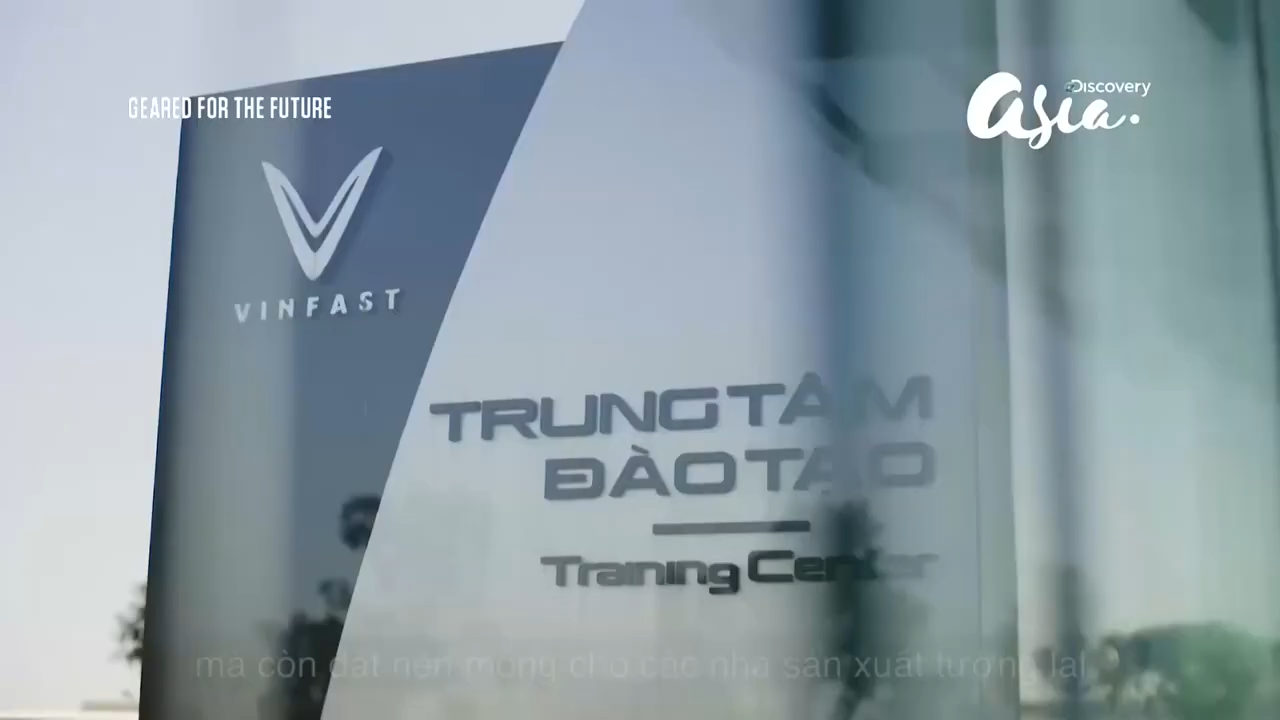 GEARED FOR THE FUTURE
Discovery
asia.
VINFAST
TRUNG TÂM
ĐÀO TẠO
Training Center
mà còn đặt nền móng cho các nhà sản xuất tương lai